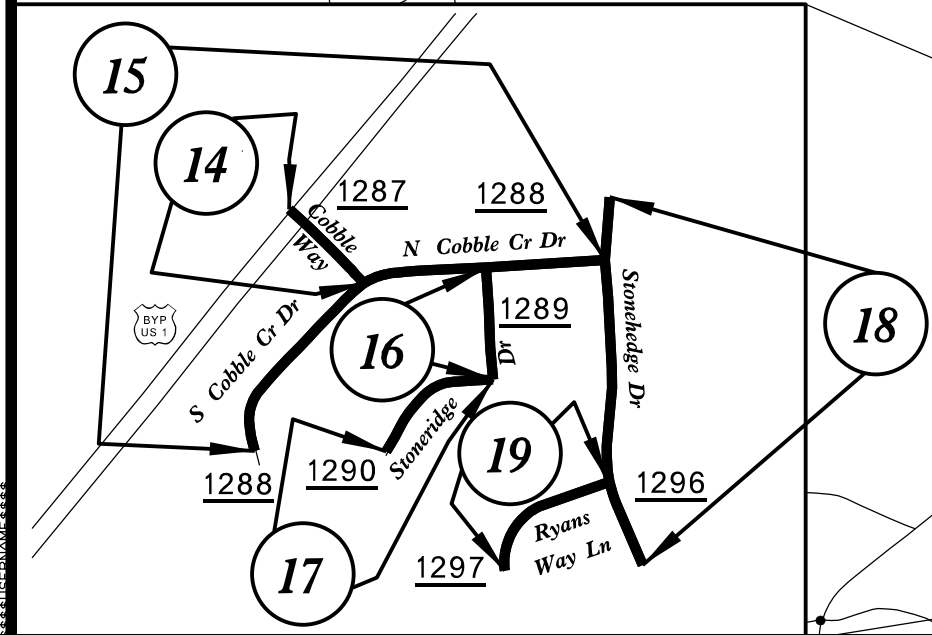 15
14
1287
1288
Cobble
Way
N Cobble Cr Dr
BYP
US 1
S Cobble Cr Dr
16
1289
Dr
Stonehedge Dr
18
Stoneridge
19
1288
1290
1296
Ryans
Way Ln
17
1297
$$$$USERNAME$$$$